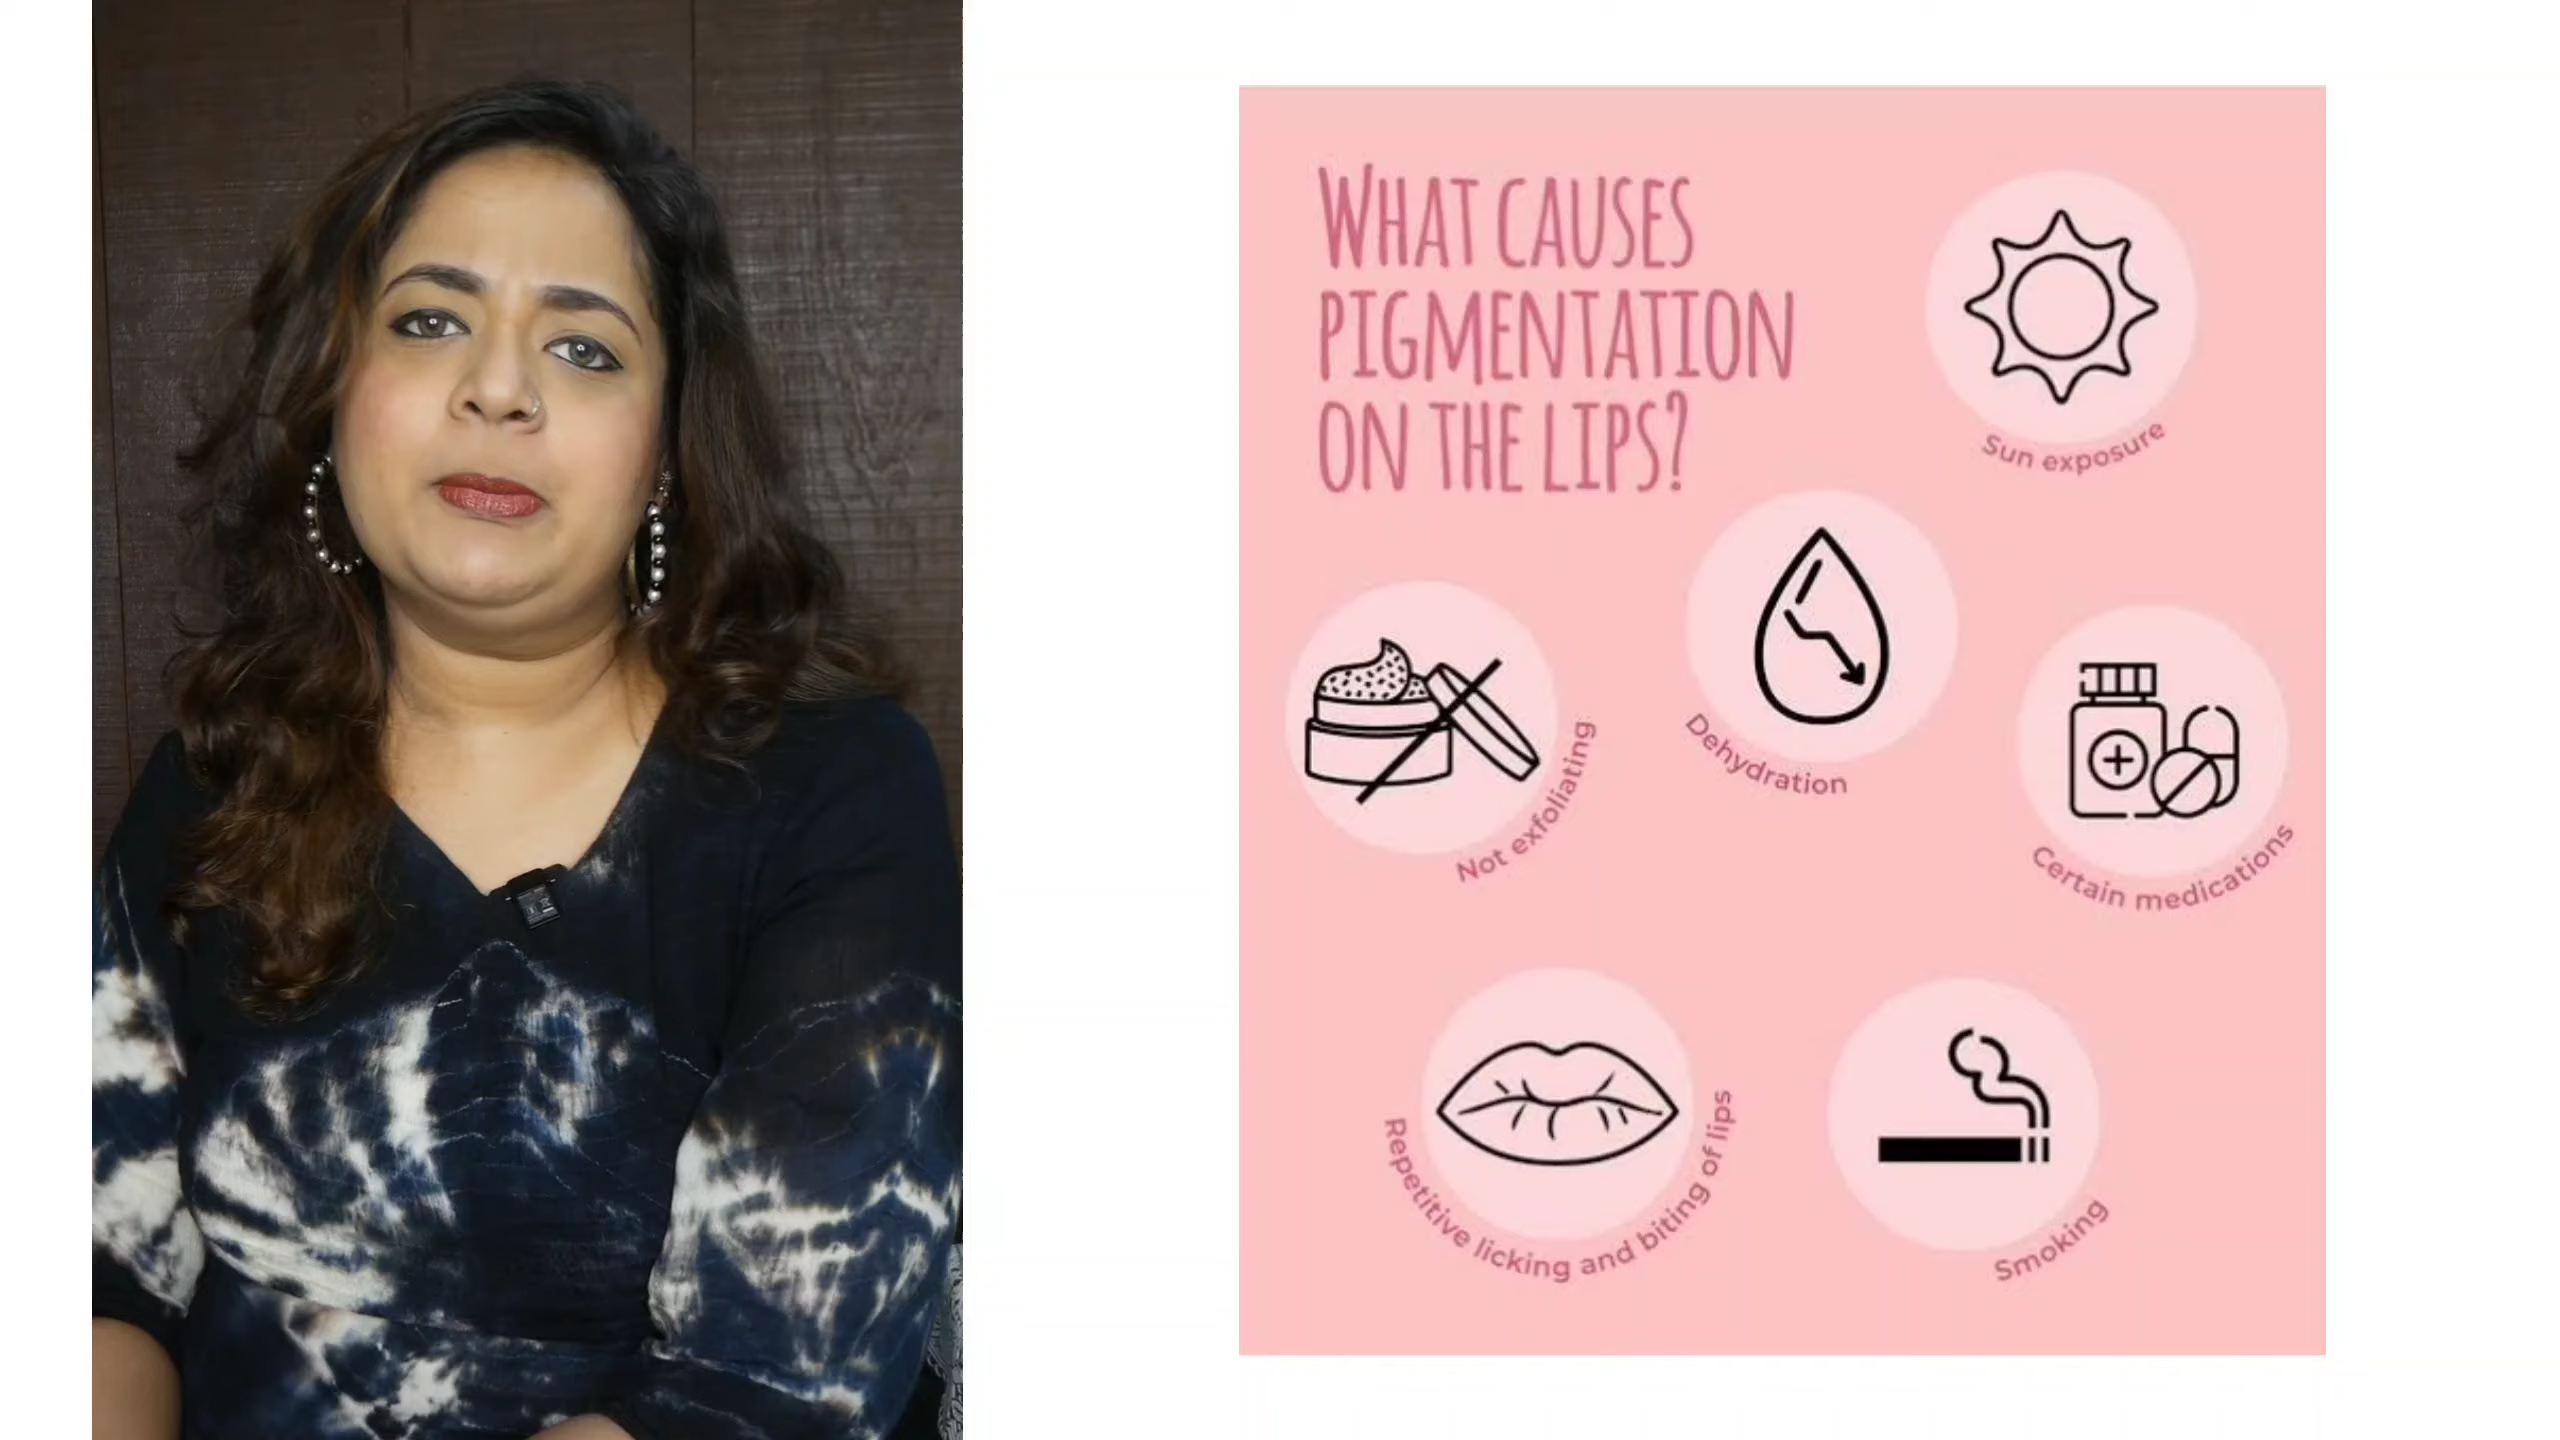 WHAT CAUSES
PIGMENTATION
ON THE LIPS?
Sun exposure
Dehydration
Not exfoliating
Certain medications
Repetitive licking and biting of lips
Smoking